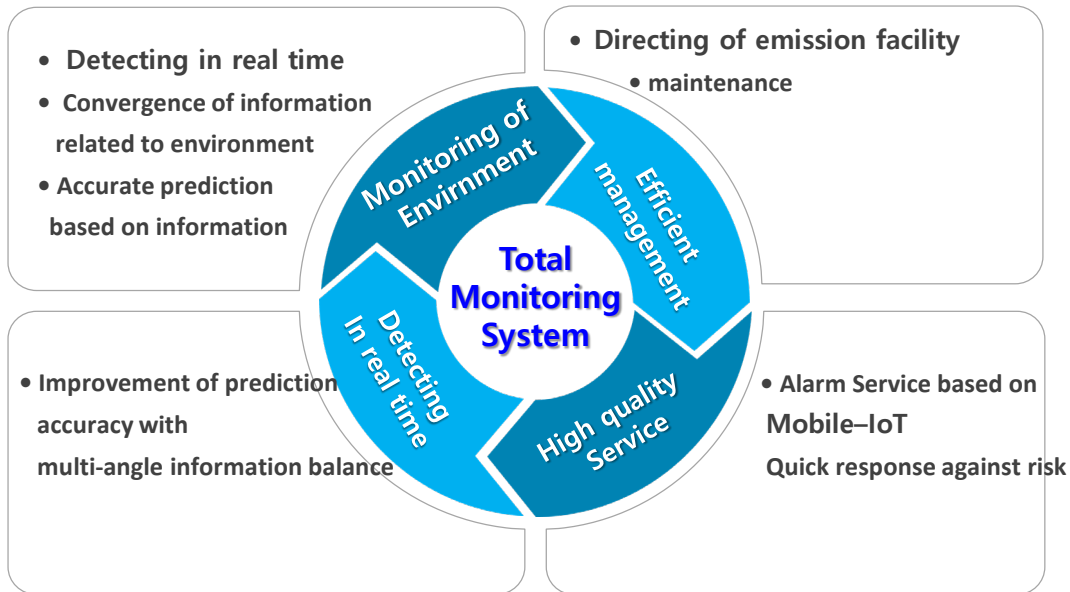 • Detecting in real time
• Convergence of information
related to environment
• Accurate prediction
based on information
• Directing of emission facility
• maintenance
Monitoring of
Envirnment
Efficient
management
Total
Monitoring
System
Detecting
In real time
High quality
Service
• Improvement of prediction
accuracy with
multi-angle information balance
• Alarm Service based on
Mobile–IoT
Quick response against risk